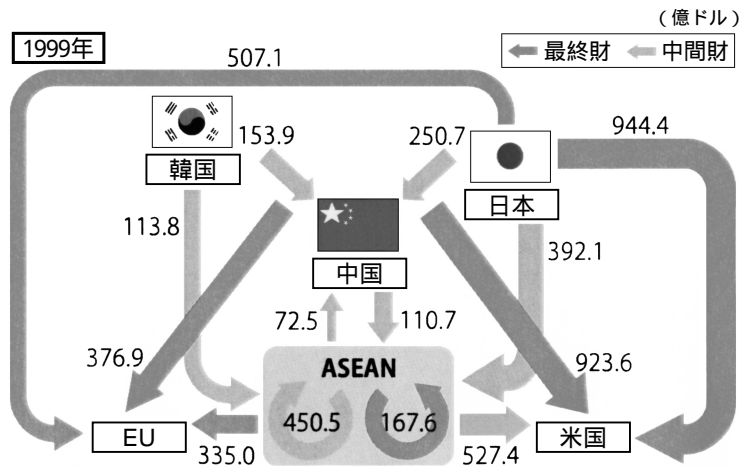 （億ドル）
1999年
最終財
中間財
507.1
153.9
250.7
944.4
韓国
日本
113.8
392.1
中国
72.5
110.7
376.9
923.6
ASEAN
450.5
167.6
EU
335.0
527.4
米国